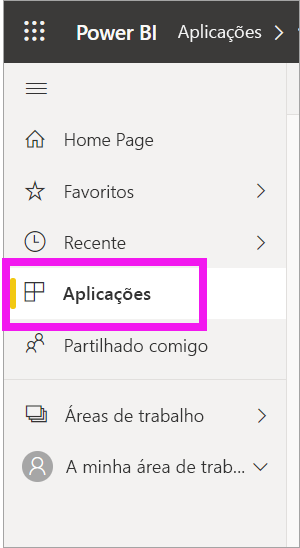 Power BI Aplicações
Home Page
Favoritos
Recente
Aplicações
Partilhado comigo
Áreas de trabalho
A minha área de trab...